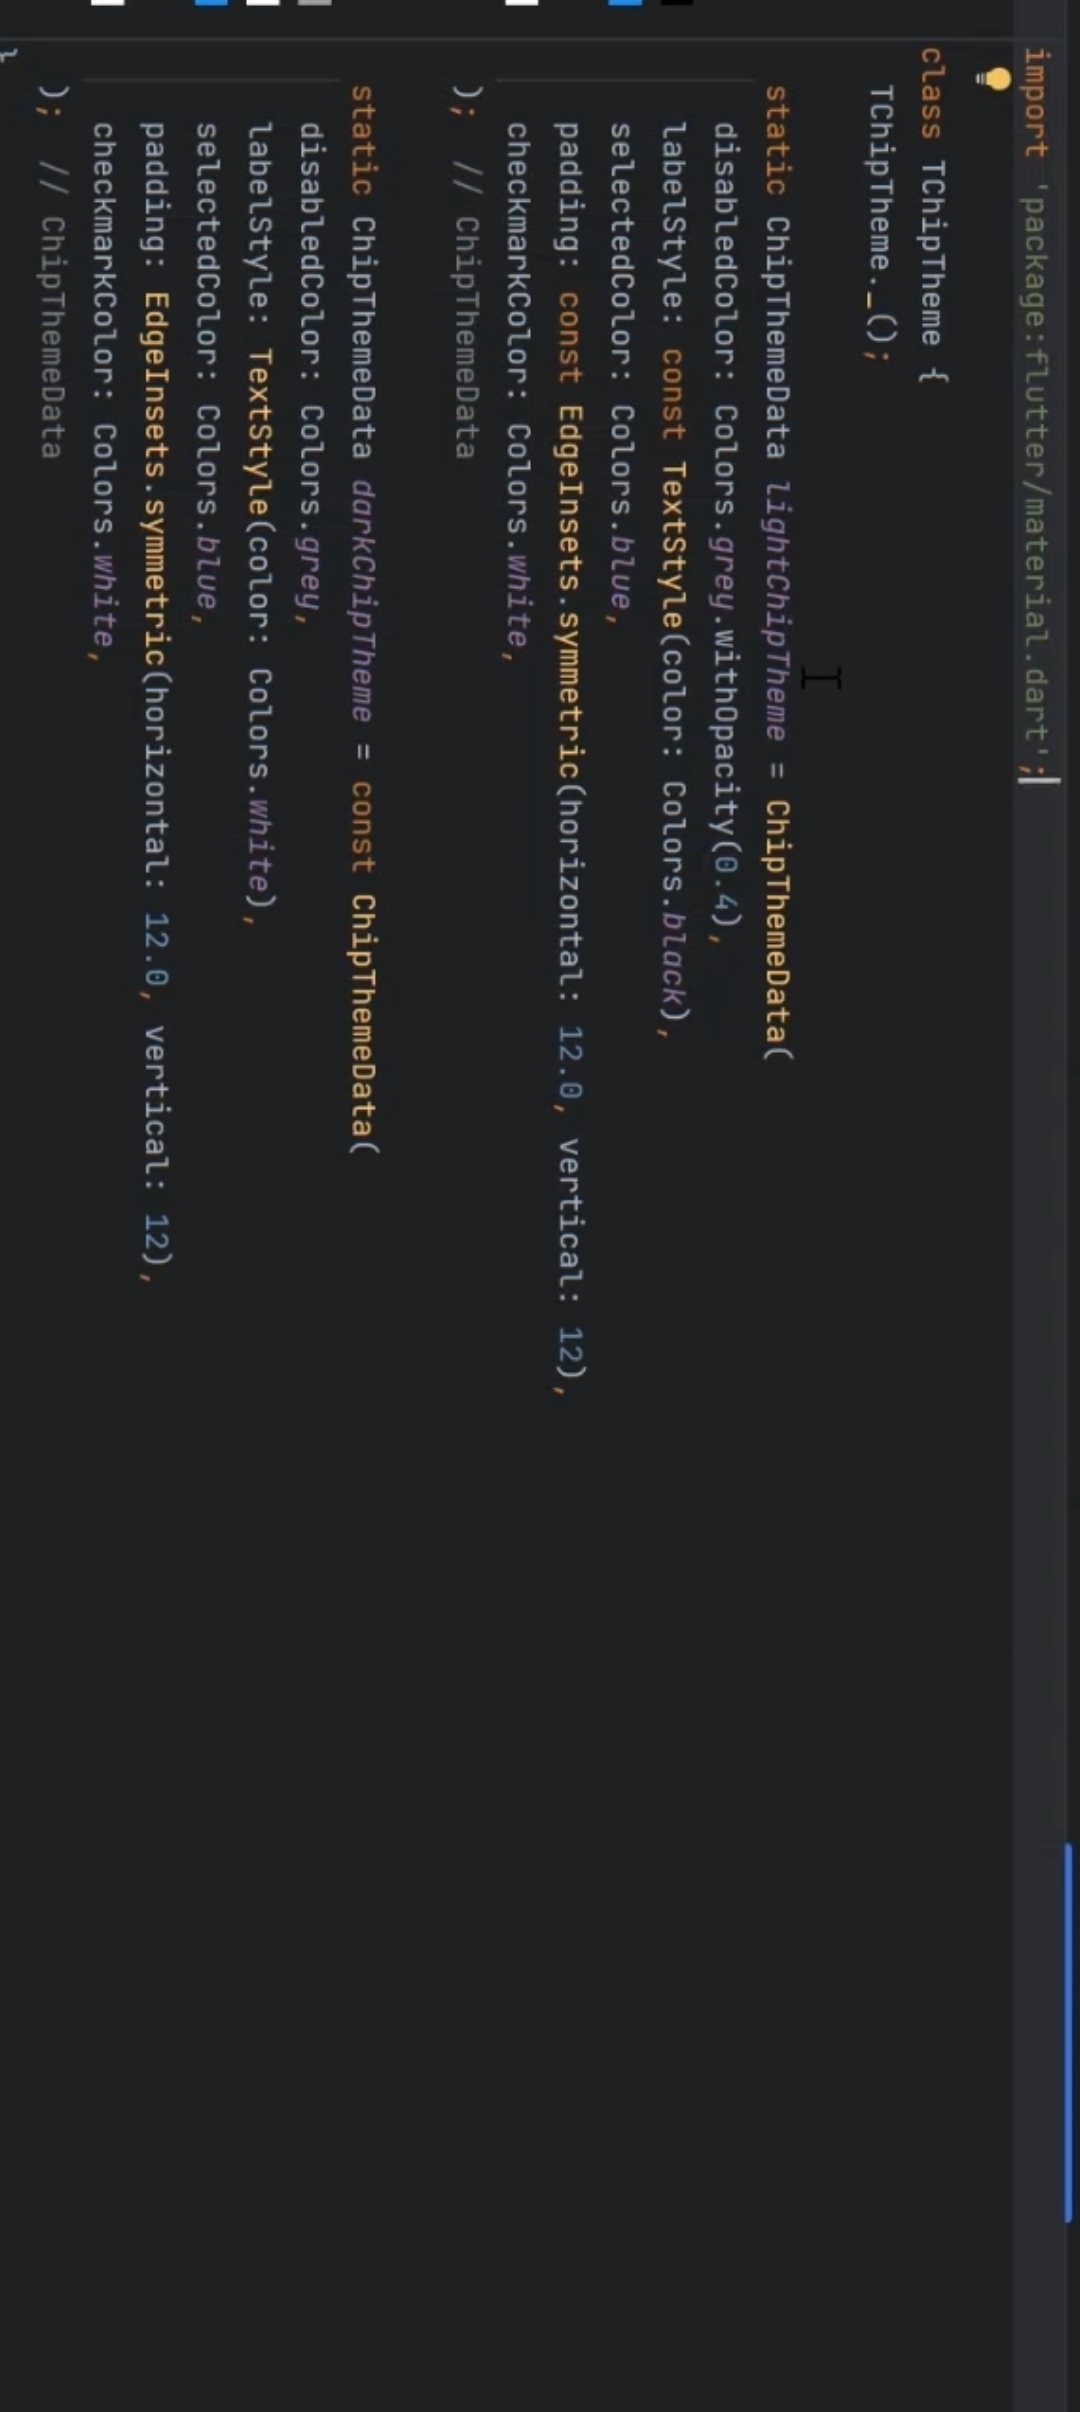 import 'package:flutter/material.dart';
class TChipTheme {
TChipTheme._();
static ChipThemeData lightChipTheme = ChipThemeData(
disabledColor: Colors.grey.withOpacity(0.4),
labelStyle: const TextStyle(color: Colors.black),
selectedColor: Colors.blue,
padding: const EdgeInsets.symmetric(horizontal: 12.0, vertical: 12),
checkmarkColor: Colors.white,
); // ChipThemeData
static ChipThemeData darkChipTheme = const ChipThemeData(
disabledColor: Colors.grey,
labelStyle: TextStyle(color: Colors.white),
selectedColor: Colors.blue,
padding: EdgeInsets.symmetric(horizontal: 12.0, vertical: 12),
checkmarkColor: Colors.white,
); // ChipThemeData
}